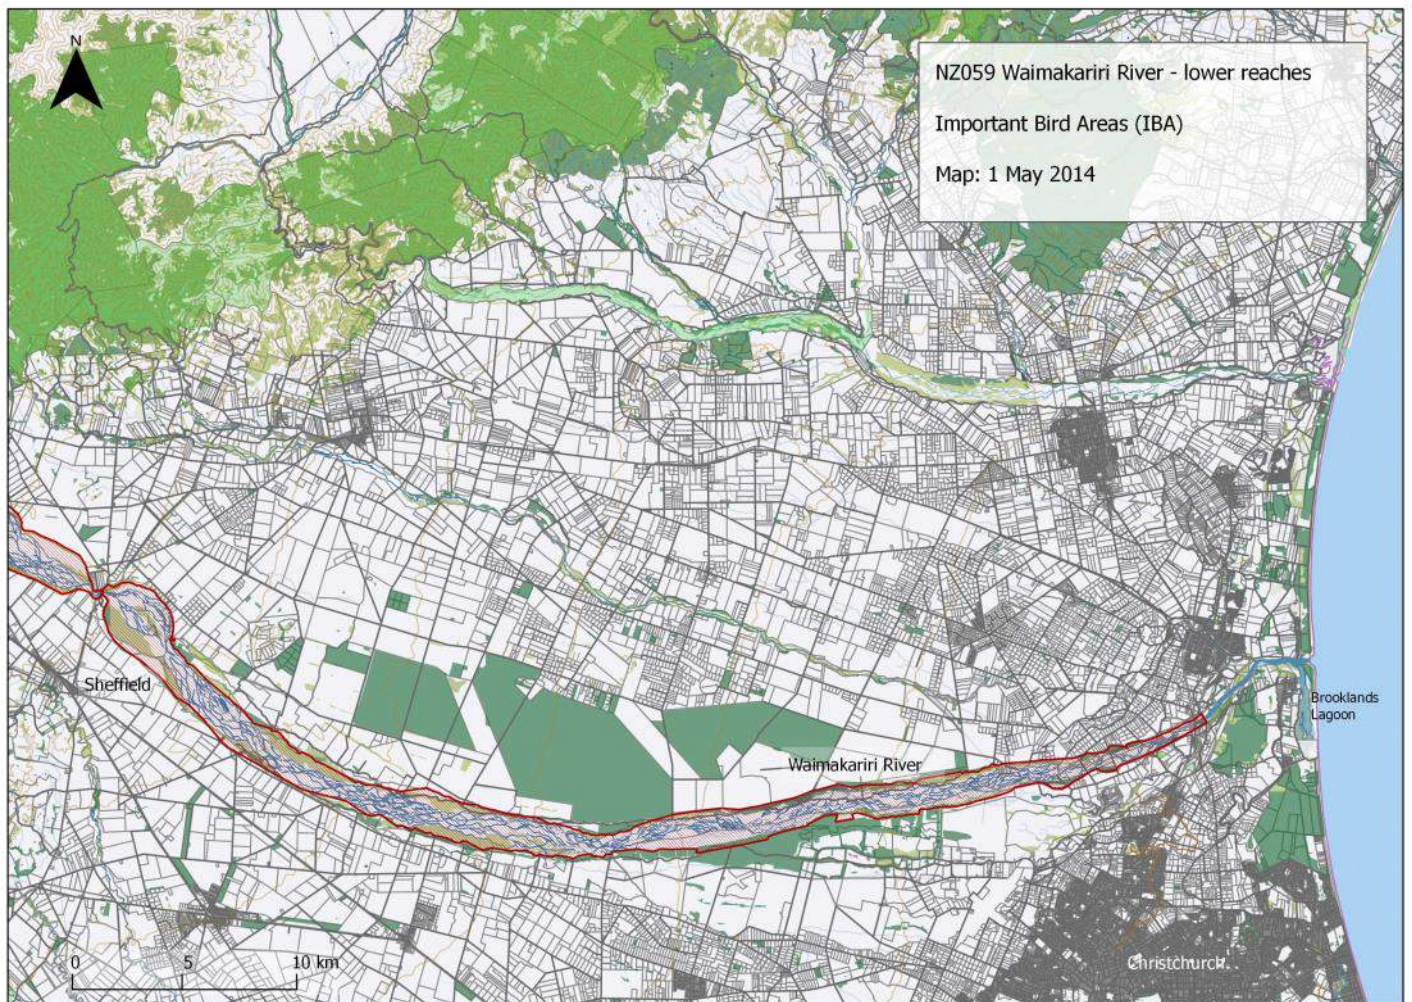 N
NZ059 Waimakariri River - lower reaches
Important Bird Areas (IBA)
Map: 1 May 2014
Sheffield
Brooklands
Lagoon
Waimakariri River
Christchurch
0 5 10 km